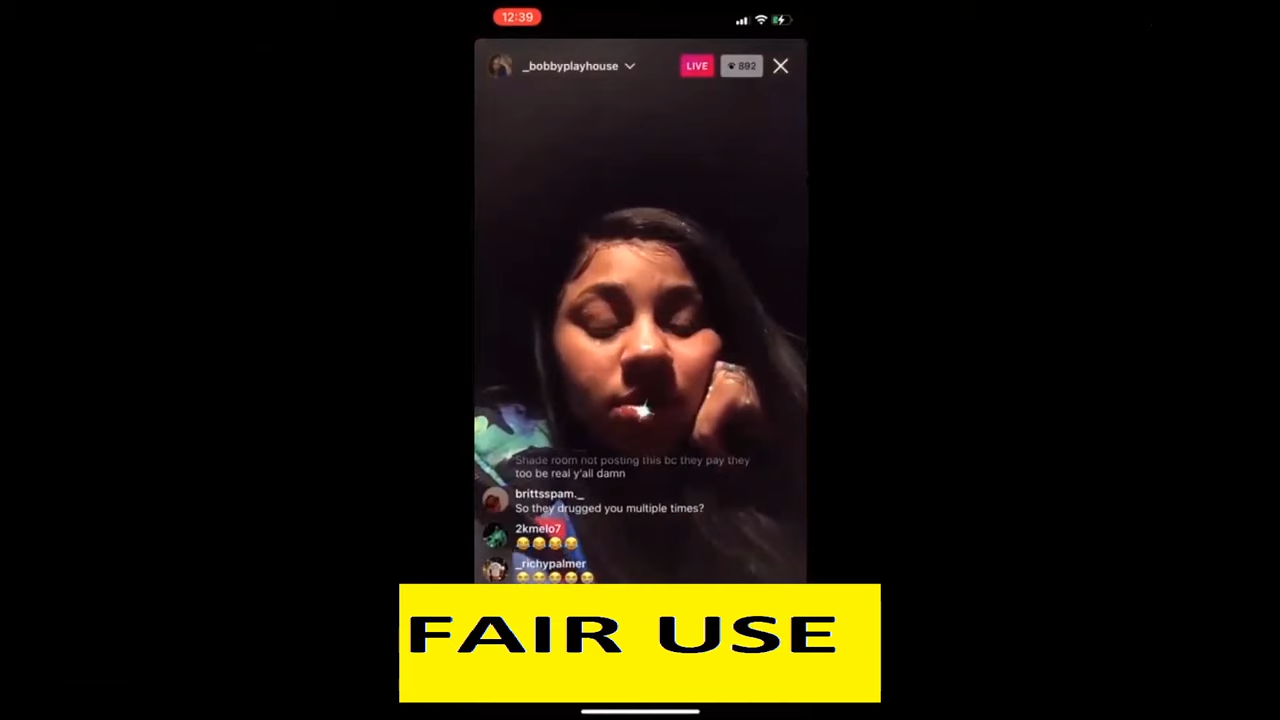 12:39
_bobbyplayhouse
LIVE
892
Shade room not posting this bc they pay they
too be real y'all damn
brittsspam._
So they drugged you multiple times?
2kmelo7
😂😂😂😂
_richypalmer
😂😂😂😂😂
FAIR USE